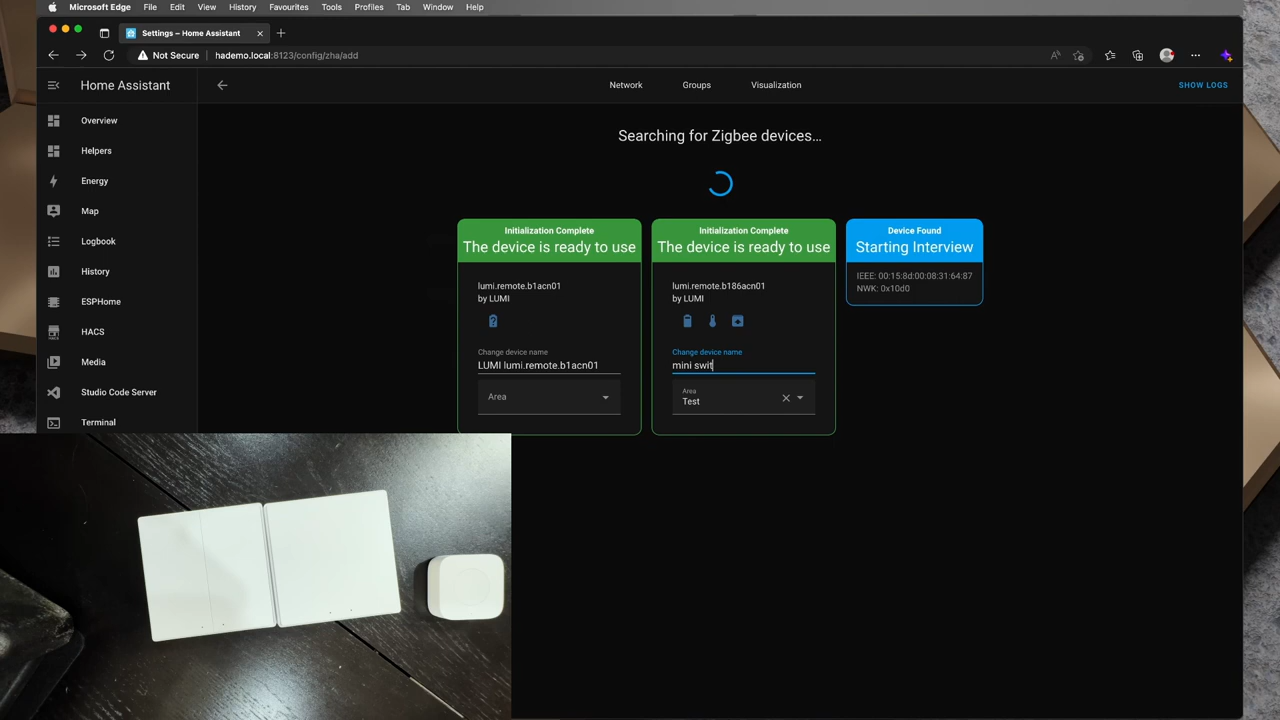 Microsoft Edge File Edit View History Favourites Tools Profiles Tab Window Help
Settings – Home Assistant
Not Secure hademo.local:8123/config/zha/add
Home Assistant
Network Groups Visualization
SHOW LOGS
Overview
Helpers
Energy
Map
Logbook
History
ESPHome
HACS
Media
Studio Code Server
Terminal
Searching for Zigbee devices…
Initialization Complete
The device is ready to use
lumi.remote.b1acn01
by LUMI
Change device name
LUMI lumi.remote.b1acn01
Area
Initialization Complete
The device is ready to use
lumi.remote.b186acn01
by LUMI
Change device name
mini swit
Area
Test
Device Found
Starting Interview
IEEE: 00:15:8d:00:08:31:64:87
NWK: 0x10d0